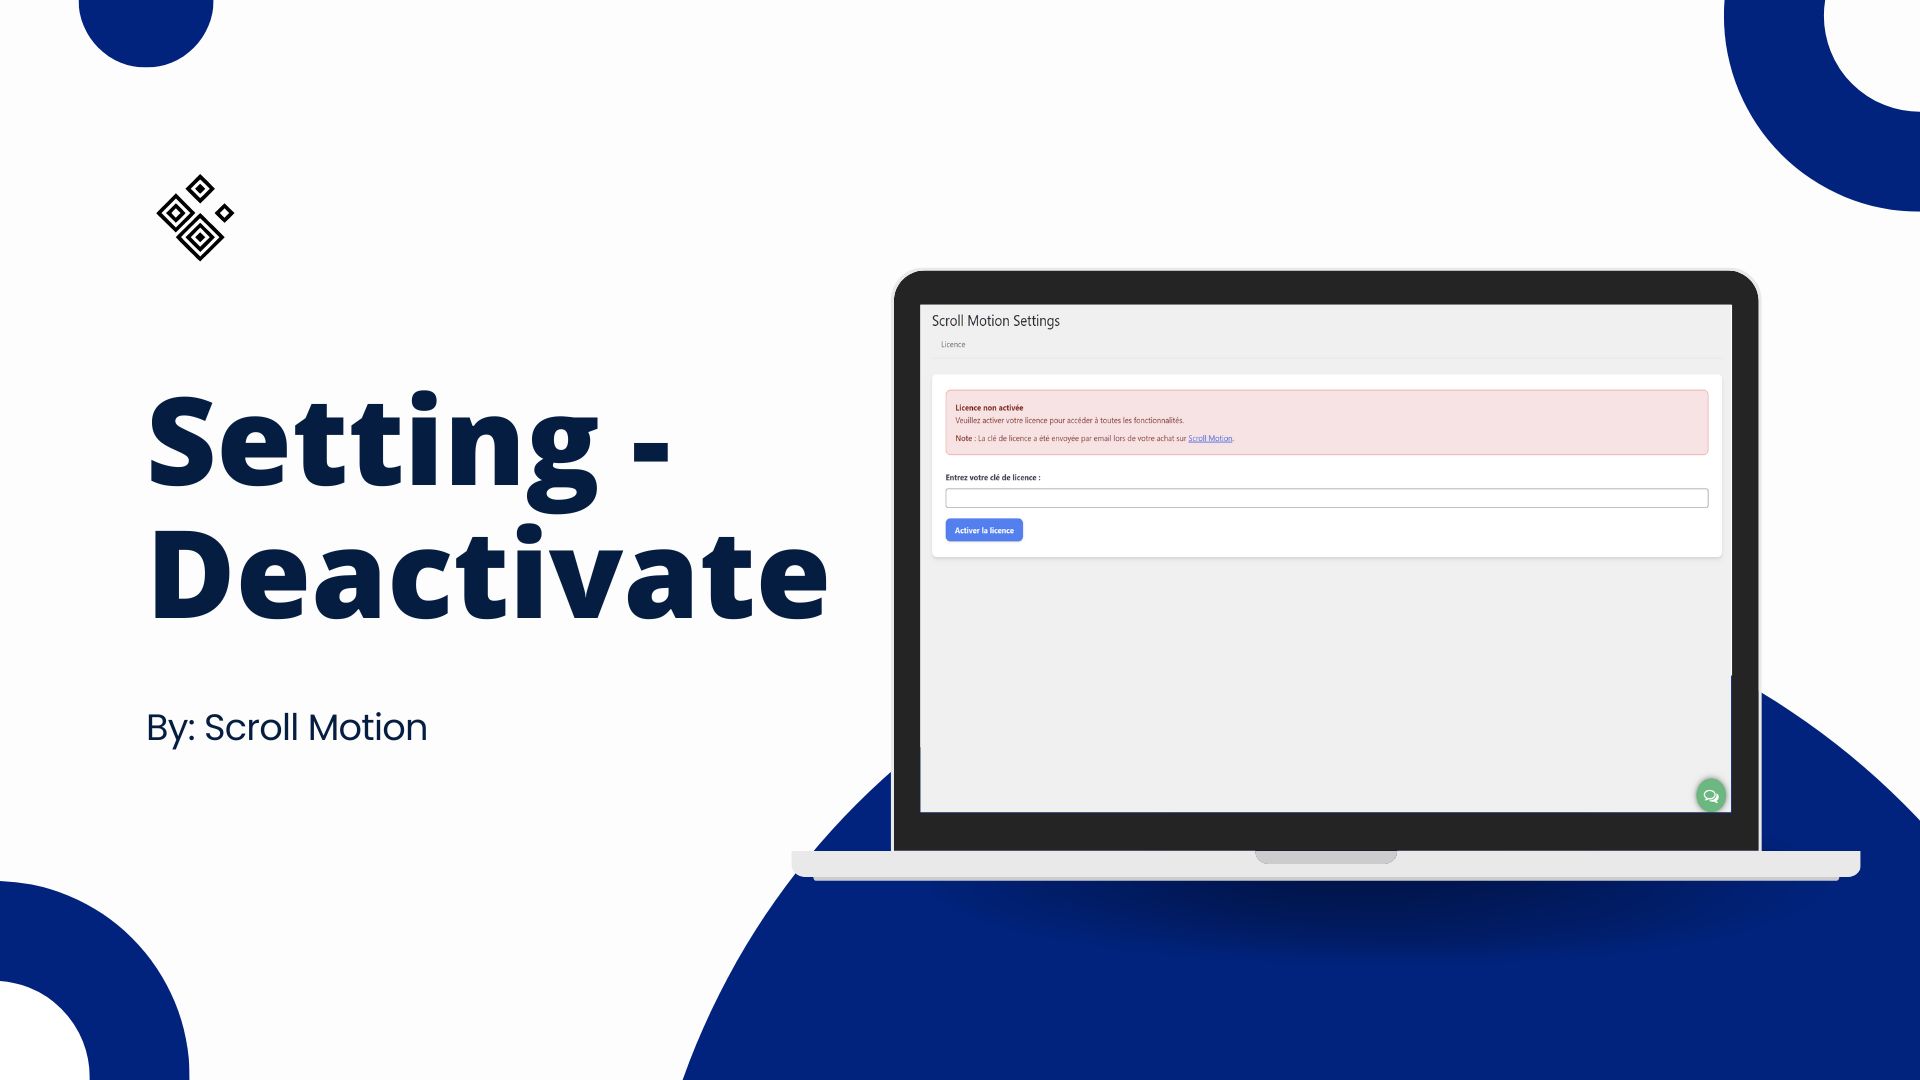 Setting -
Deactivate
By: Scroll Motion
Scroll Motion Settings
Licence
Licence non activée
Veuillez activer votre licence pour accéder à toutes les fonctionnalités.
Note : La clé de licence a été envoyée par email lors de votre achat sur Scroll Motion.
Entrez votre clé de licence :
Activer la licence